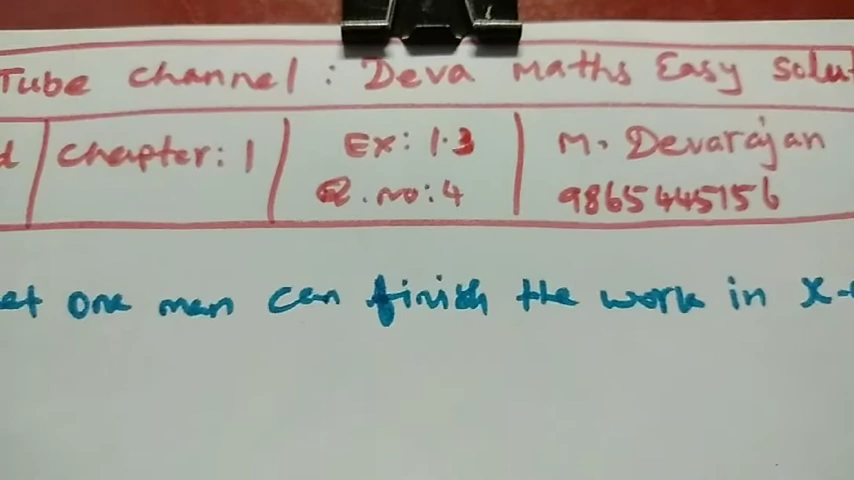 Tube channel : Deva maths Easy Solut
d chapter: 1 Ex: 1.3 M. Devarajan
Q. no: 4 9865445156
et one man can finish the work in x-